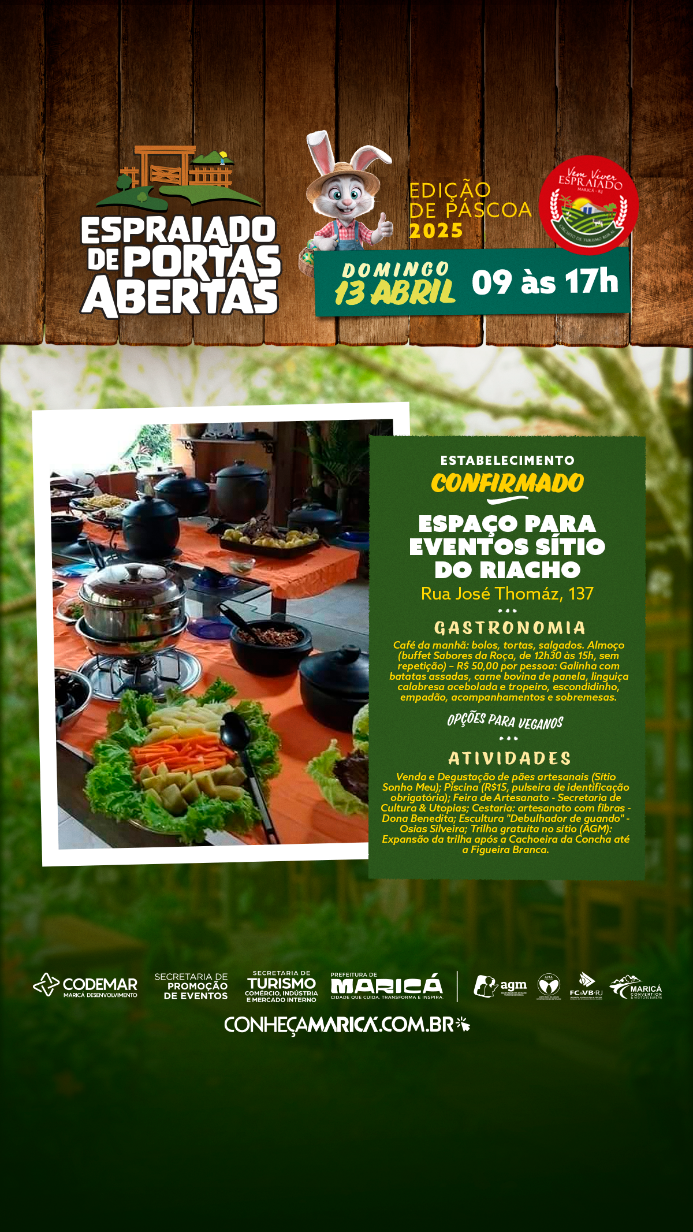 ESPRAIADO
DE PORTAS
ABERTAS
EDIÇÃO
DE PÁSCOA
2025
Vem Viver
ESPRAIADO
MARICÁ - RJ
DOMINGO
13 ABRIL
09 às 17h
ESTABELECIMENTO
CONFIRMADO
ESPAÇO PARA
EVENTOS SÍTIO
DO RIACHO
Rua José Thomáz, 137
GASTRONOMIA
Café da manhã: bolos, tortas, salgados. Almoço
(buffet Sabores da Roça, de 12h30 às 15h, sem
repetição) – R$ 50,00 por pessoa: Galinha com
batatas assadas, carne bovina de panela, linguiça
calabresa acebolada e tropeiro, escondidinho,
empadão, acompanhamentos e sobremesas.
OPÇÕES PARA VEGANOS
ATIVIDADES
Venda e Degustação de pães artesanais (Sítio
Sonho Meu); Piscina (R$15, pulseira de identificação
obrigatória); Feira de Artesanato - Secretaria de
Cultura & Utopias; Cestaria: artesanato com fibras -
Dona Benedita; Escultura "Debulhador de guando" -
Osias Silveira; Trilha gratuita no sítio (AGM):
Expansão da trilha após a Cachoeira da Concha até
a Figueira Branca.
CODEMAR
MARICÁ DESENVOLVIMENTO
SECRETARIA DE
PROMOÇÃO
DE EVENTOS
SECRETARIA DE
TURISMO
COMÉRCIO, INDÚSTRIA
E MERCADO INTERNO
PREFEITURA DE
MARICÁ
CIDADE QUE CUIDA, TRANSFORMA E INSPIRA.
agm
FC&VB-RJ
MARICÁ
CONHEÇAMARICÁ.COM.BR